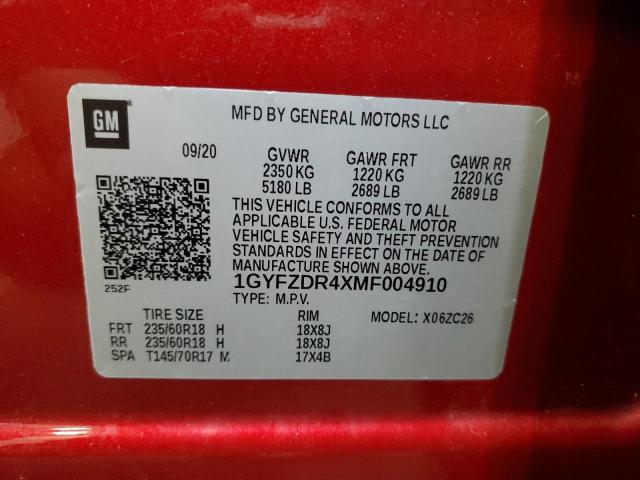 GM
MFD BY GENERAL MOTORS LLC
09/20 GVWR GAWR FRT GAWR RR
2350 KG 1220 KG 1220 KG
5180 LB 2689 LB 2689 LB
THIS VEHICLE CONFORMS TO ALL
APPLICABLE U.S. FEDERAL MOTOR
VEHICLE SAFETY AND THEFT PREVENTION
STANDARDS IN EFFECT ON THE DATE OF
MANUFACTURE SHOWN ABOVE.
252F 1GYFZDR4XMF004910
TYPE: M.P.V.
TIRE SIZE RIM MODEL: X06ZC26
FRT 235/60R18 H 18X8J
RR 235/60R18 H 18X8J
SPA T145/70R17 M 17X4B